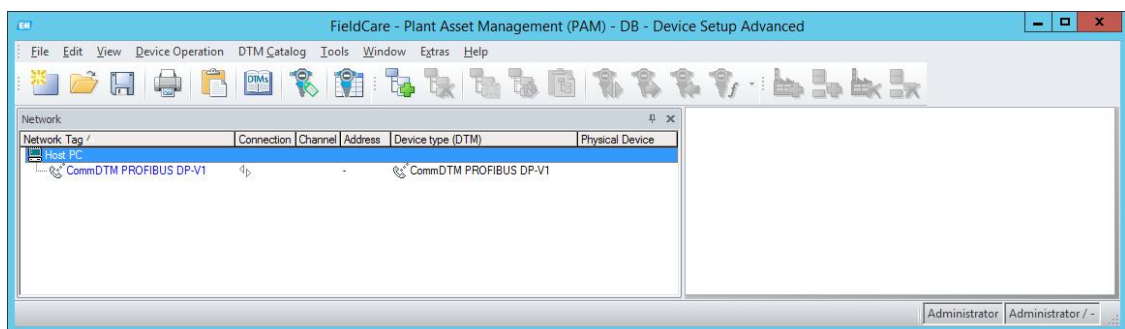 FieldCare - Plant Asset Management (PAM) - DB - Device Setup Advanced
File Edit View Device Operation DTM Catalog Tools Window Extras Help
DTMs
Network
Network Tag Connection Channel Address Device type (DTM) Physical Device
Host PC
CommDTM PROFIBUS DP-V1 - CommDTM PROFIBUS DP-V1
Administrator Administrator / -